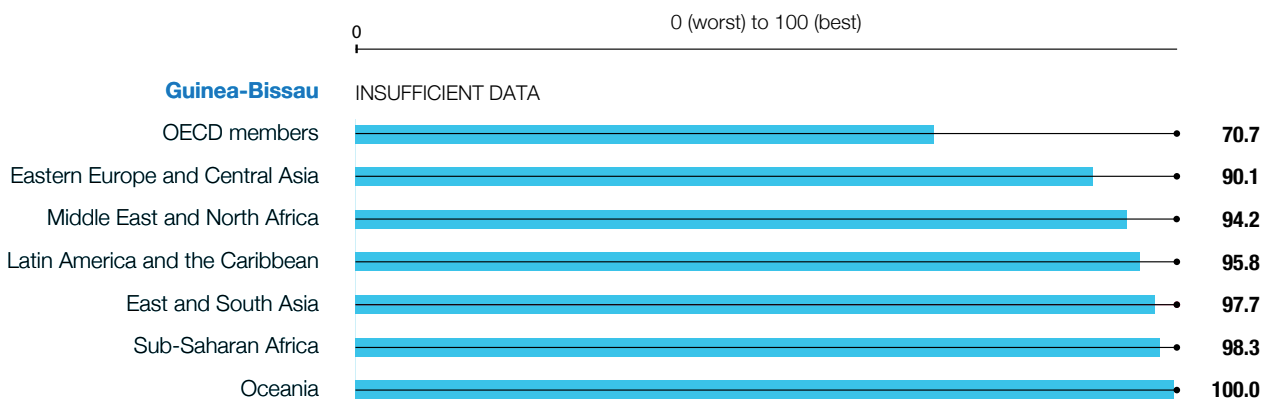 0 (worst) to 100 (best)
0
Guinea-Bissau INSUFFICIENT DATA
OECD members 70.7
Eastern Europe and Central Asia 90.1
Middle East and North Africa 94.2
Latin America and the Caribbean 95.8
East and South Asia 97.7
Sub-Saharan Africa 98.3
Oceania 100.0